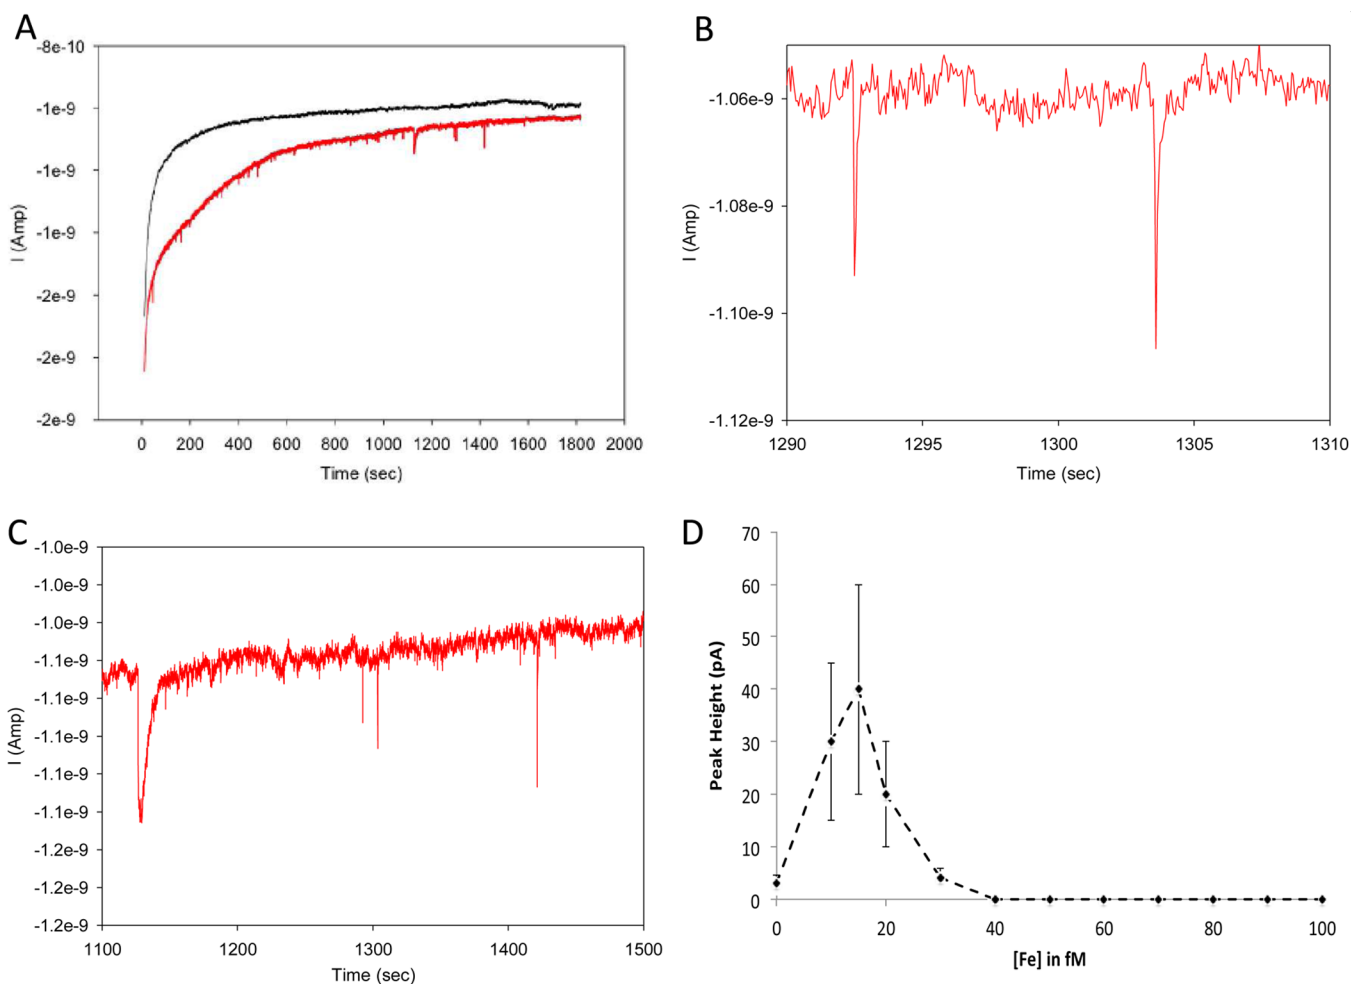 A
-8e-10
-1e-9
-1e-9
-1e-9
-2e-9
-2e-9
-2e-9
I (Amp)
0 200 400 600 800 1000 1200 1400 1600 1800 2000
Time (sec)
B
-1.06e-9
-1.08e-9
-1.10e-9
-1.12e-9
I (Amp)
1290 1295 1300 1305 1310
Time (sec)
C
-1.0e-9
-1.0e-9
-1.0e-9
-1.1e-9
-1.1e-9
-1.1e-9
-1.1e-9
-1.1e-9
-1.2e-9
-1.2e-9
-1.2e-9
I (Amp)
1100 1200 1300 1400 1500
Time (sec)
D
70
60
50
40
30
20
10
0
Peak Height (pA)
0 20 40 60 80 100
[Fe] in fM